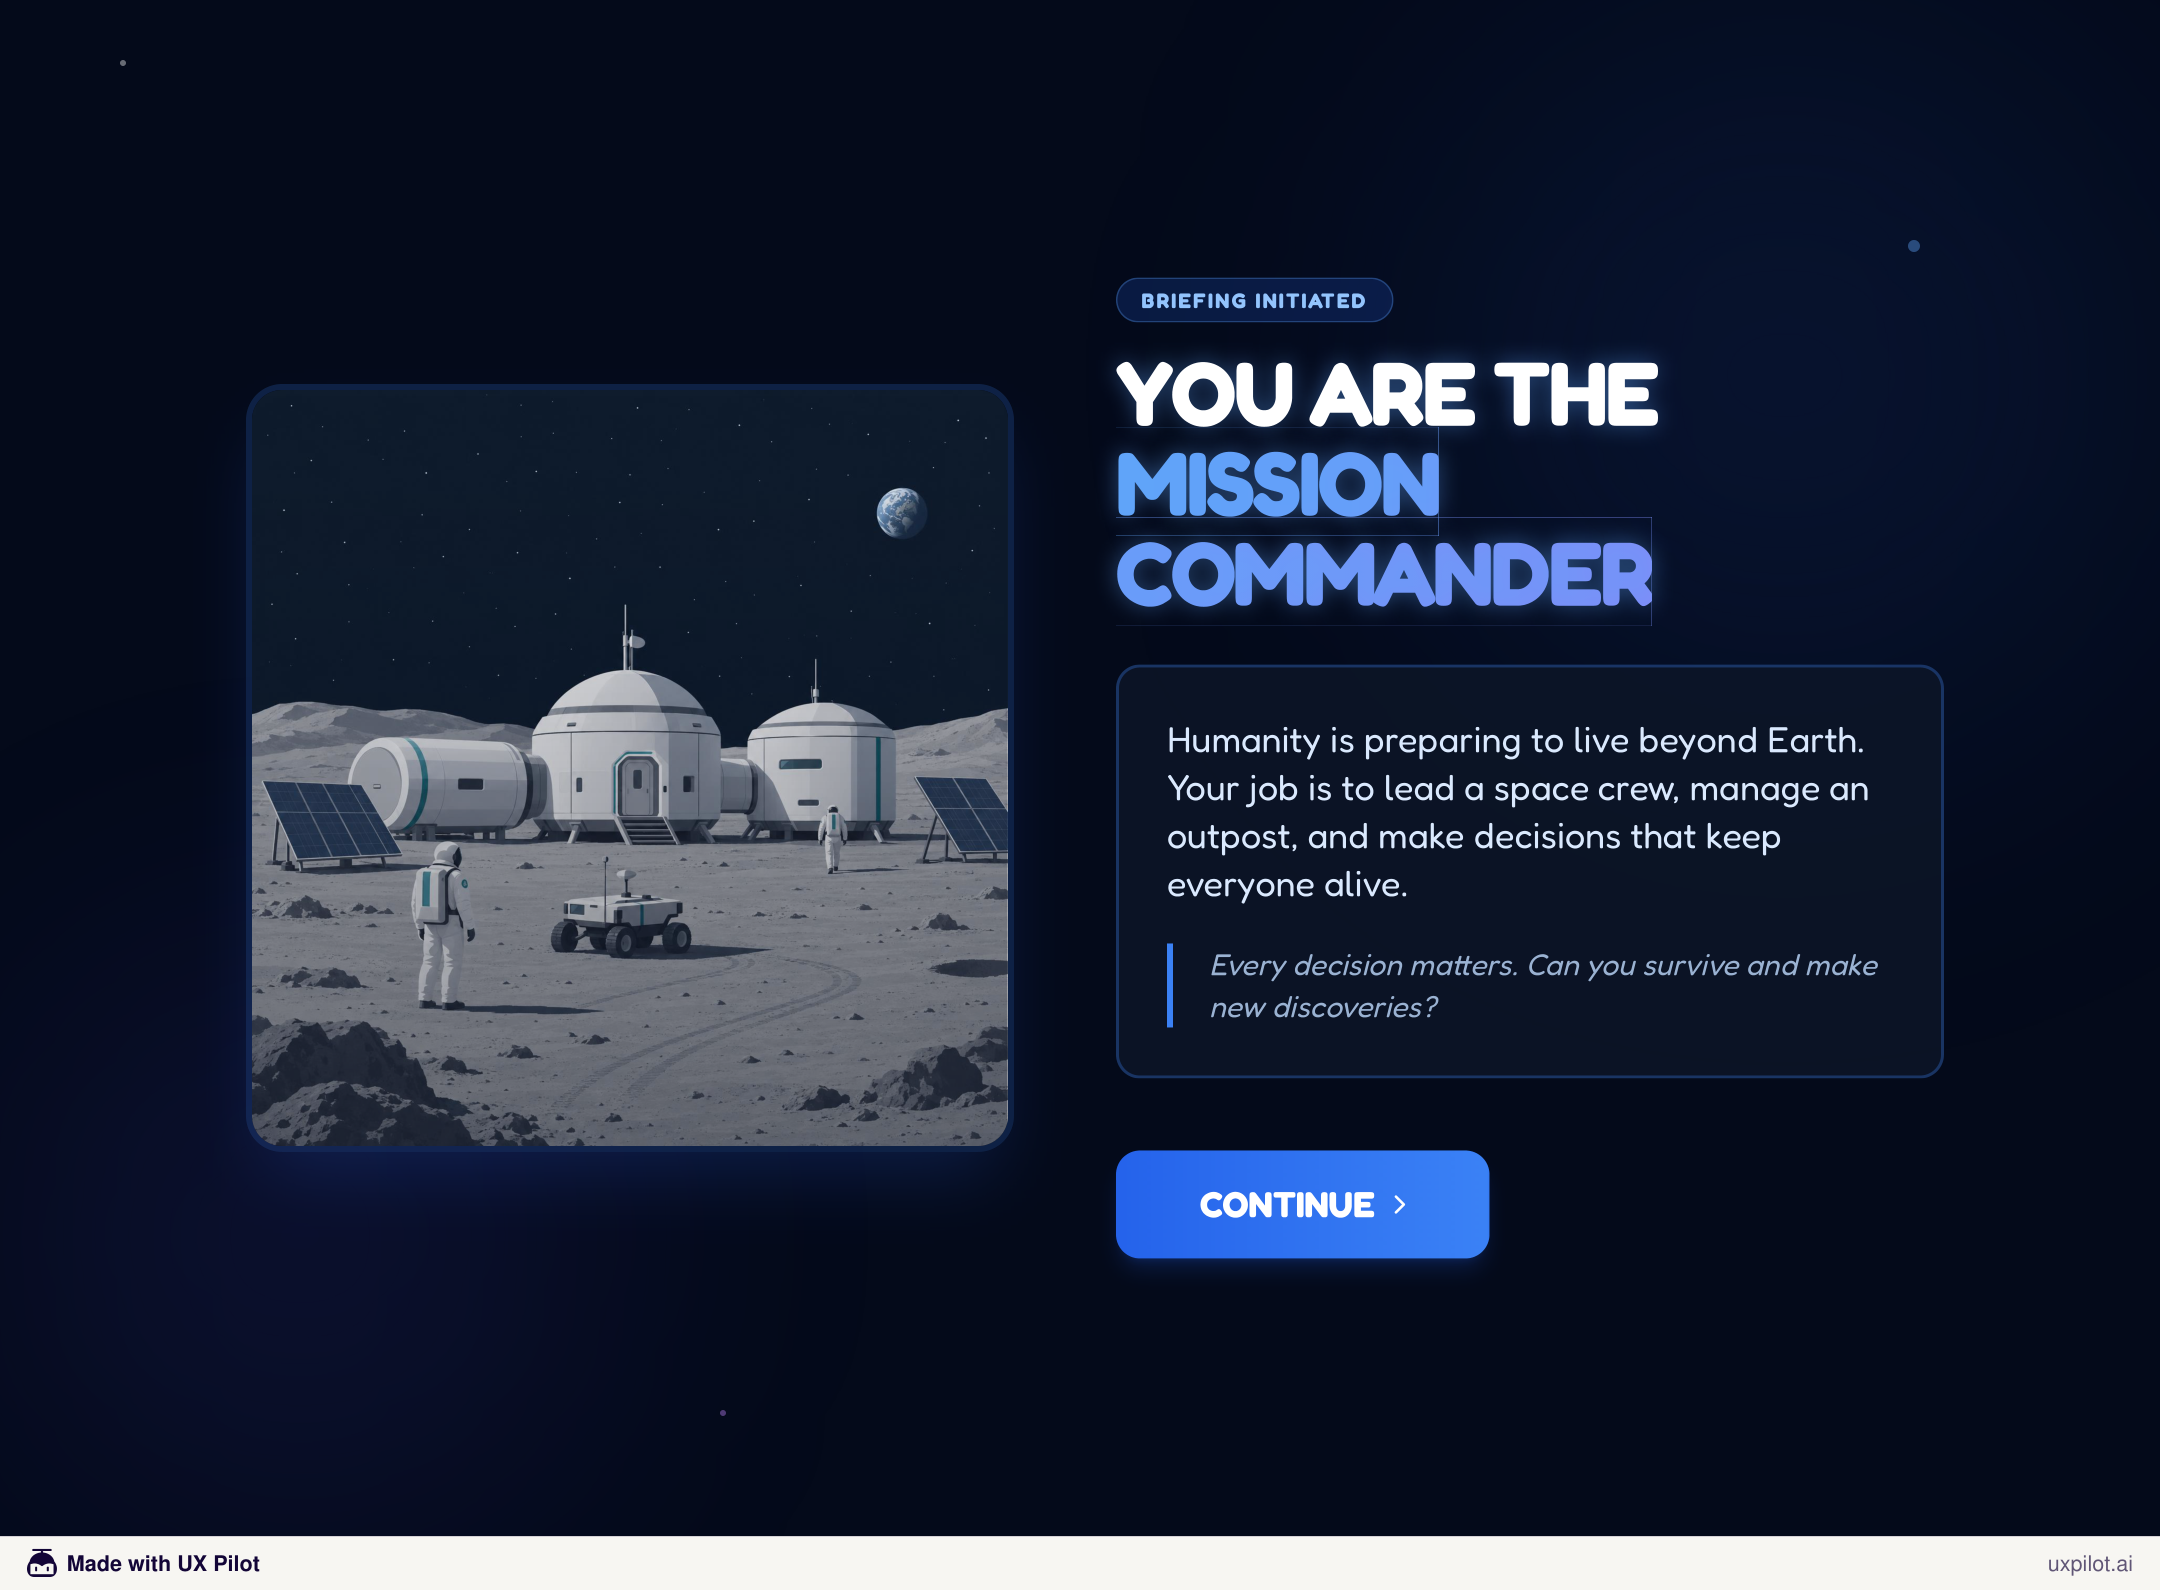 BRIEFING INITIATED
YOU ARE THE
MISSION
COMMANDER
Humanity is preparing to live beyond Earth.
Your job is to lead a space crew, manage an
outpost, and make decisions that keep
everyone alive.
Every decision matters. Can you survive and make
new discoveries?
CONTINUE
Made with UX Pilot
uxpilot.ai